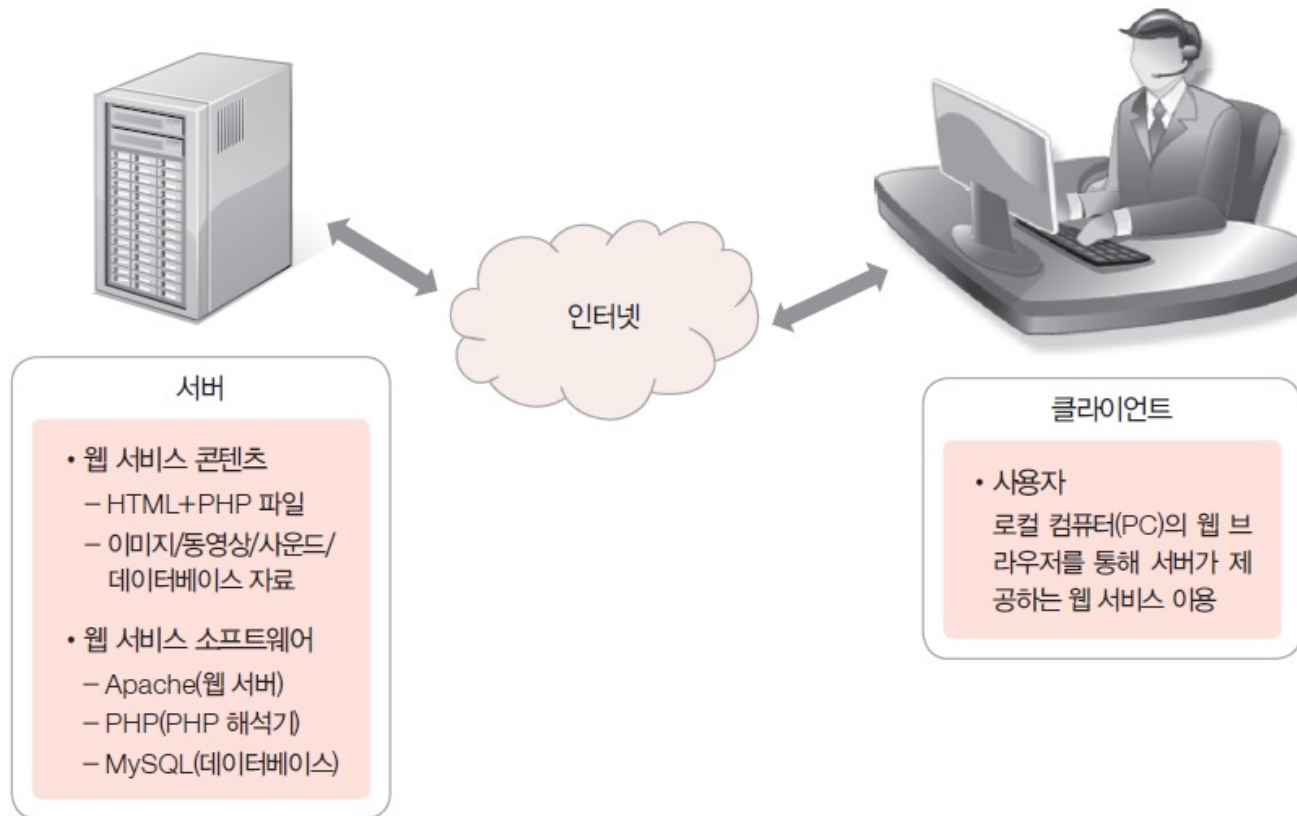 인터넷
서버
• 웹 서비스 콘텐츠
– HTML+PHP 파일
– 이미지/동영상/사운드/
데이터베이스 자료
• 웹 서비스 소프트웨어
– Apache(웹 서버)
– PHP(PHP 해석기)
– MySQL(데이터베이스)
클라이언트
• 사용자
로컬 컴퓨터(PC)의 웹 브
라우저를 통해 서버가 제
공하는 웹 서비스 이용